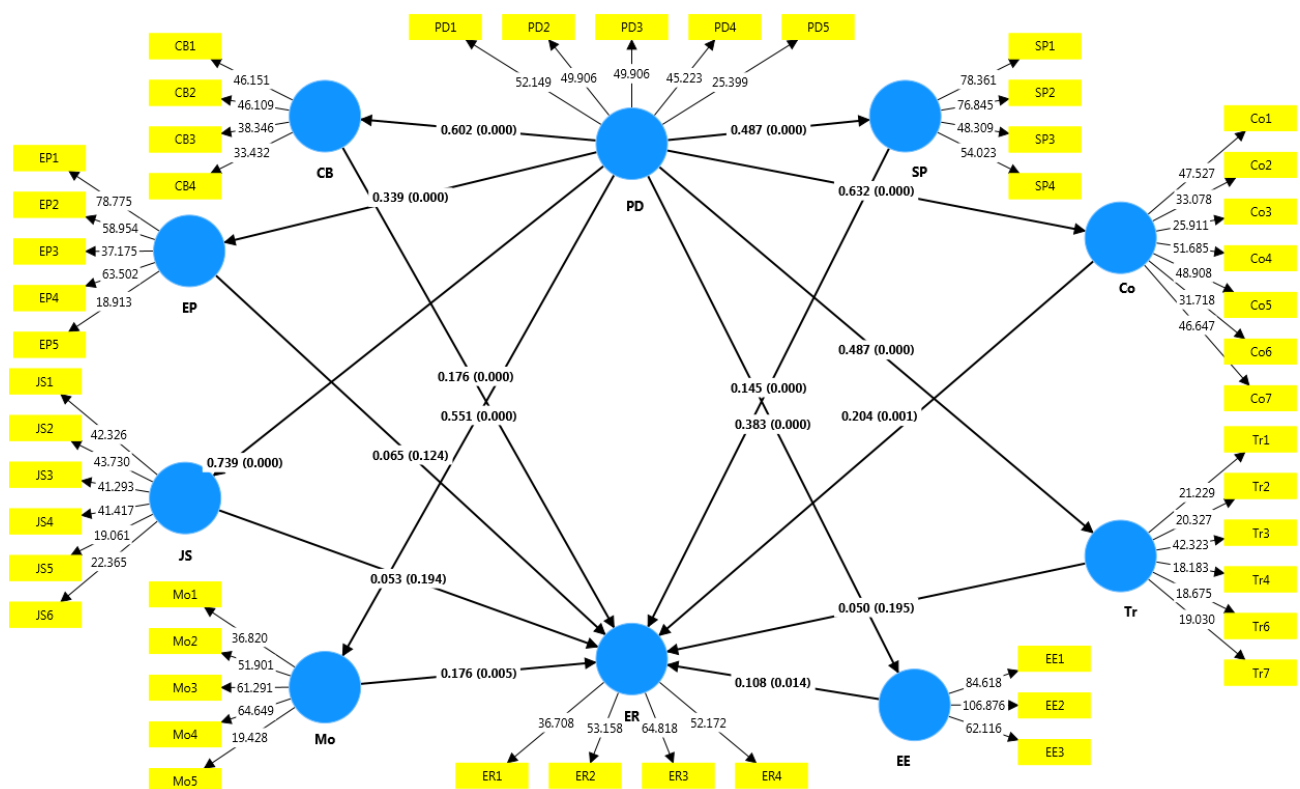 PD1
PD2
PD3
PD4
PD5
52.149
49.906
49.906
45.223
25.399
CB1
CB2
CB3
CB4
46.151
46.109
38.346
33.432
CB
0.602 (0.000)
0.487 (0.000)
PD
SP1
SP2
SP3
SP4
78.361
76.845
48.309
54.023
SP
Co1
Co2
Co3
Co4
Co5
Co6
Co7
47.527
33.078
25.911
51.685
48.908
31.718
46.647
Co
EP1
EP2
EP3
EP4
EP5
78.775
58.954
37.175
63.502
18.913
EP
0.339 (0.000)
0.632 (0.000)
0.487 (0.000)
0.176 (0.000)
0.145 (0.000)
0.551 (0.000)
0.383 (0.000)
0.204 (0.001)
0.065 (0.124)
0.739 (0.000)
JS1
JS2
JS3
JS4
JS5
JS6
42.326
43.730
41.293
41.417
19.061
22.365
JS
0.053 (0.194)
0.050 (0.195)
Tr1
Tr2
Tr3
Tr4
Tr6
Tr7
21.229
20.327
42.323
18.183
18.675
19.030
Tr
Mo1
Mo2
Mo3
Mo4
Mo5
36.820
51.901
61.291
64.649
19.428
Mo
0.176 (0.005)
0.108 (0.014)
ER
36.708
53.158
64.818
52.172
ER1
ER2
ER3
ER4
EE
84.618
106.876
62.116
EE1
EE2
EE3